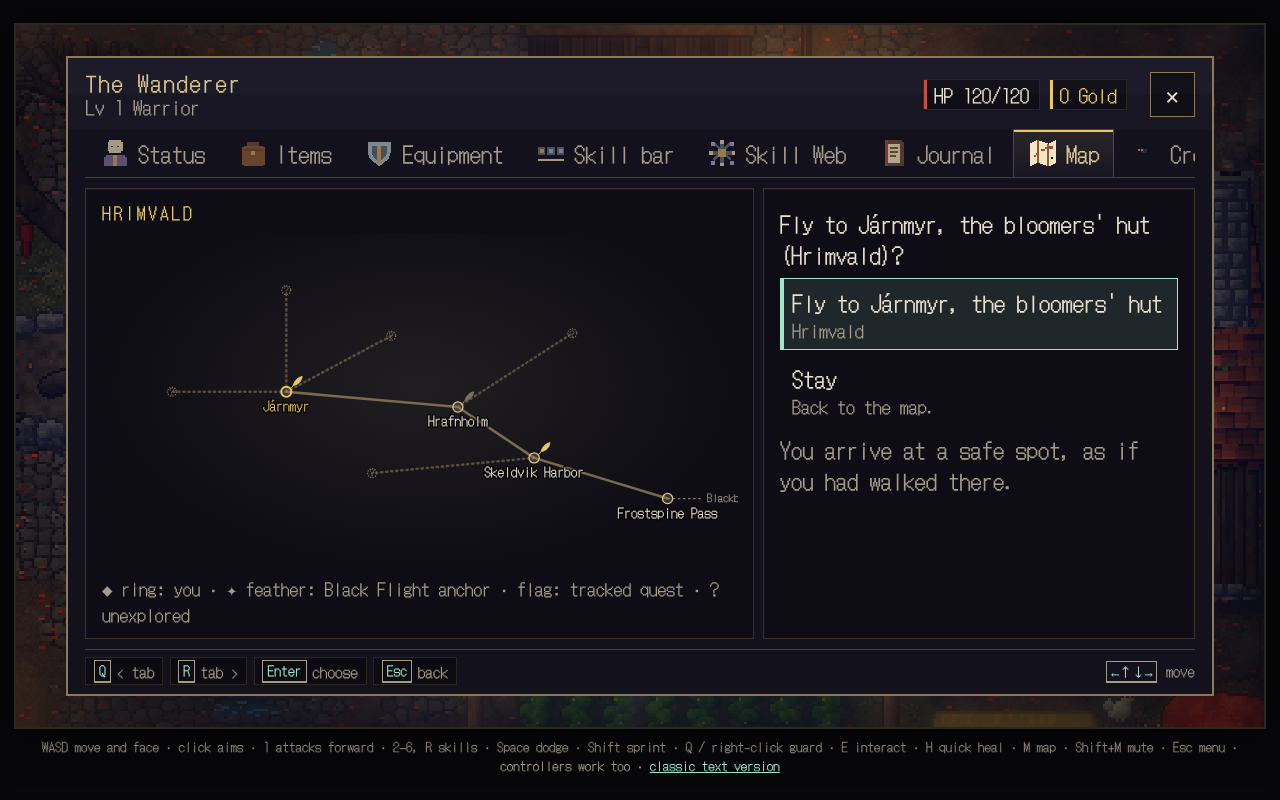 The Wanderer
Lv 1 Warrior
HP 120/120
0 Gold
×
Status
Items
Equipment
Skill bar
Skill Web
Journal
Map
Cr
HRIMVALD
Járnmyr
Hrafnholm
Skeldvik Harbor
Blackt
Frostspine Pass
◆ ring: you · ✦ feather: Black Flight anchor · flag: tracked quest · ?
unexplored
Fly to Járnmyr, the bloomers' hut
(Hrimvald)?
Fly to Járnmyr, the bloomers' hut
Hrimvald
Stay
Back to the map.
You arrive at a safe spot, as if
you had walked there.
Q < tab
R tab >
Enter choose
Esc back
←↑↓→ move
WASD move and face · click aims · 1 attacks forward · 2–6, R skills · Space dodge · Shift sprint · Q / right-click guard · E interact · H quick heal · M map · Shift+M mute · Esc menu ·
controllers work too · classic text version